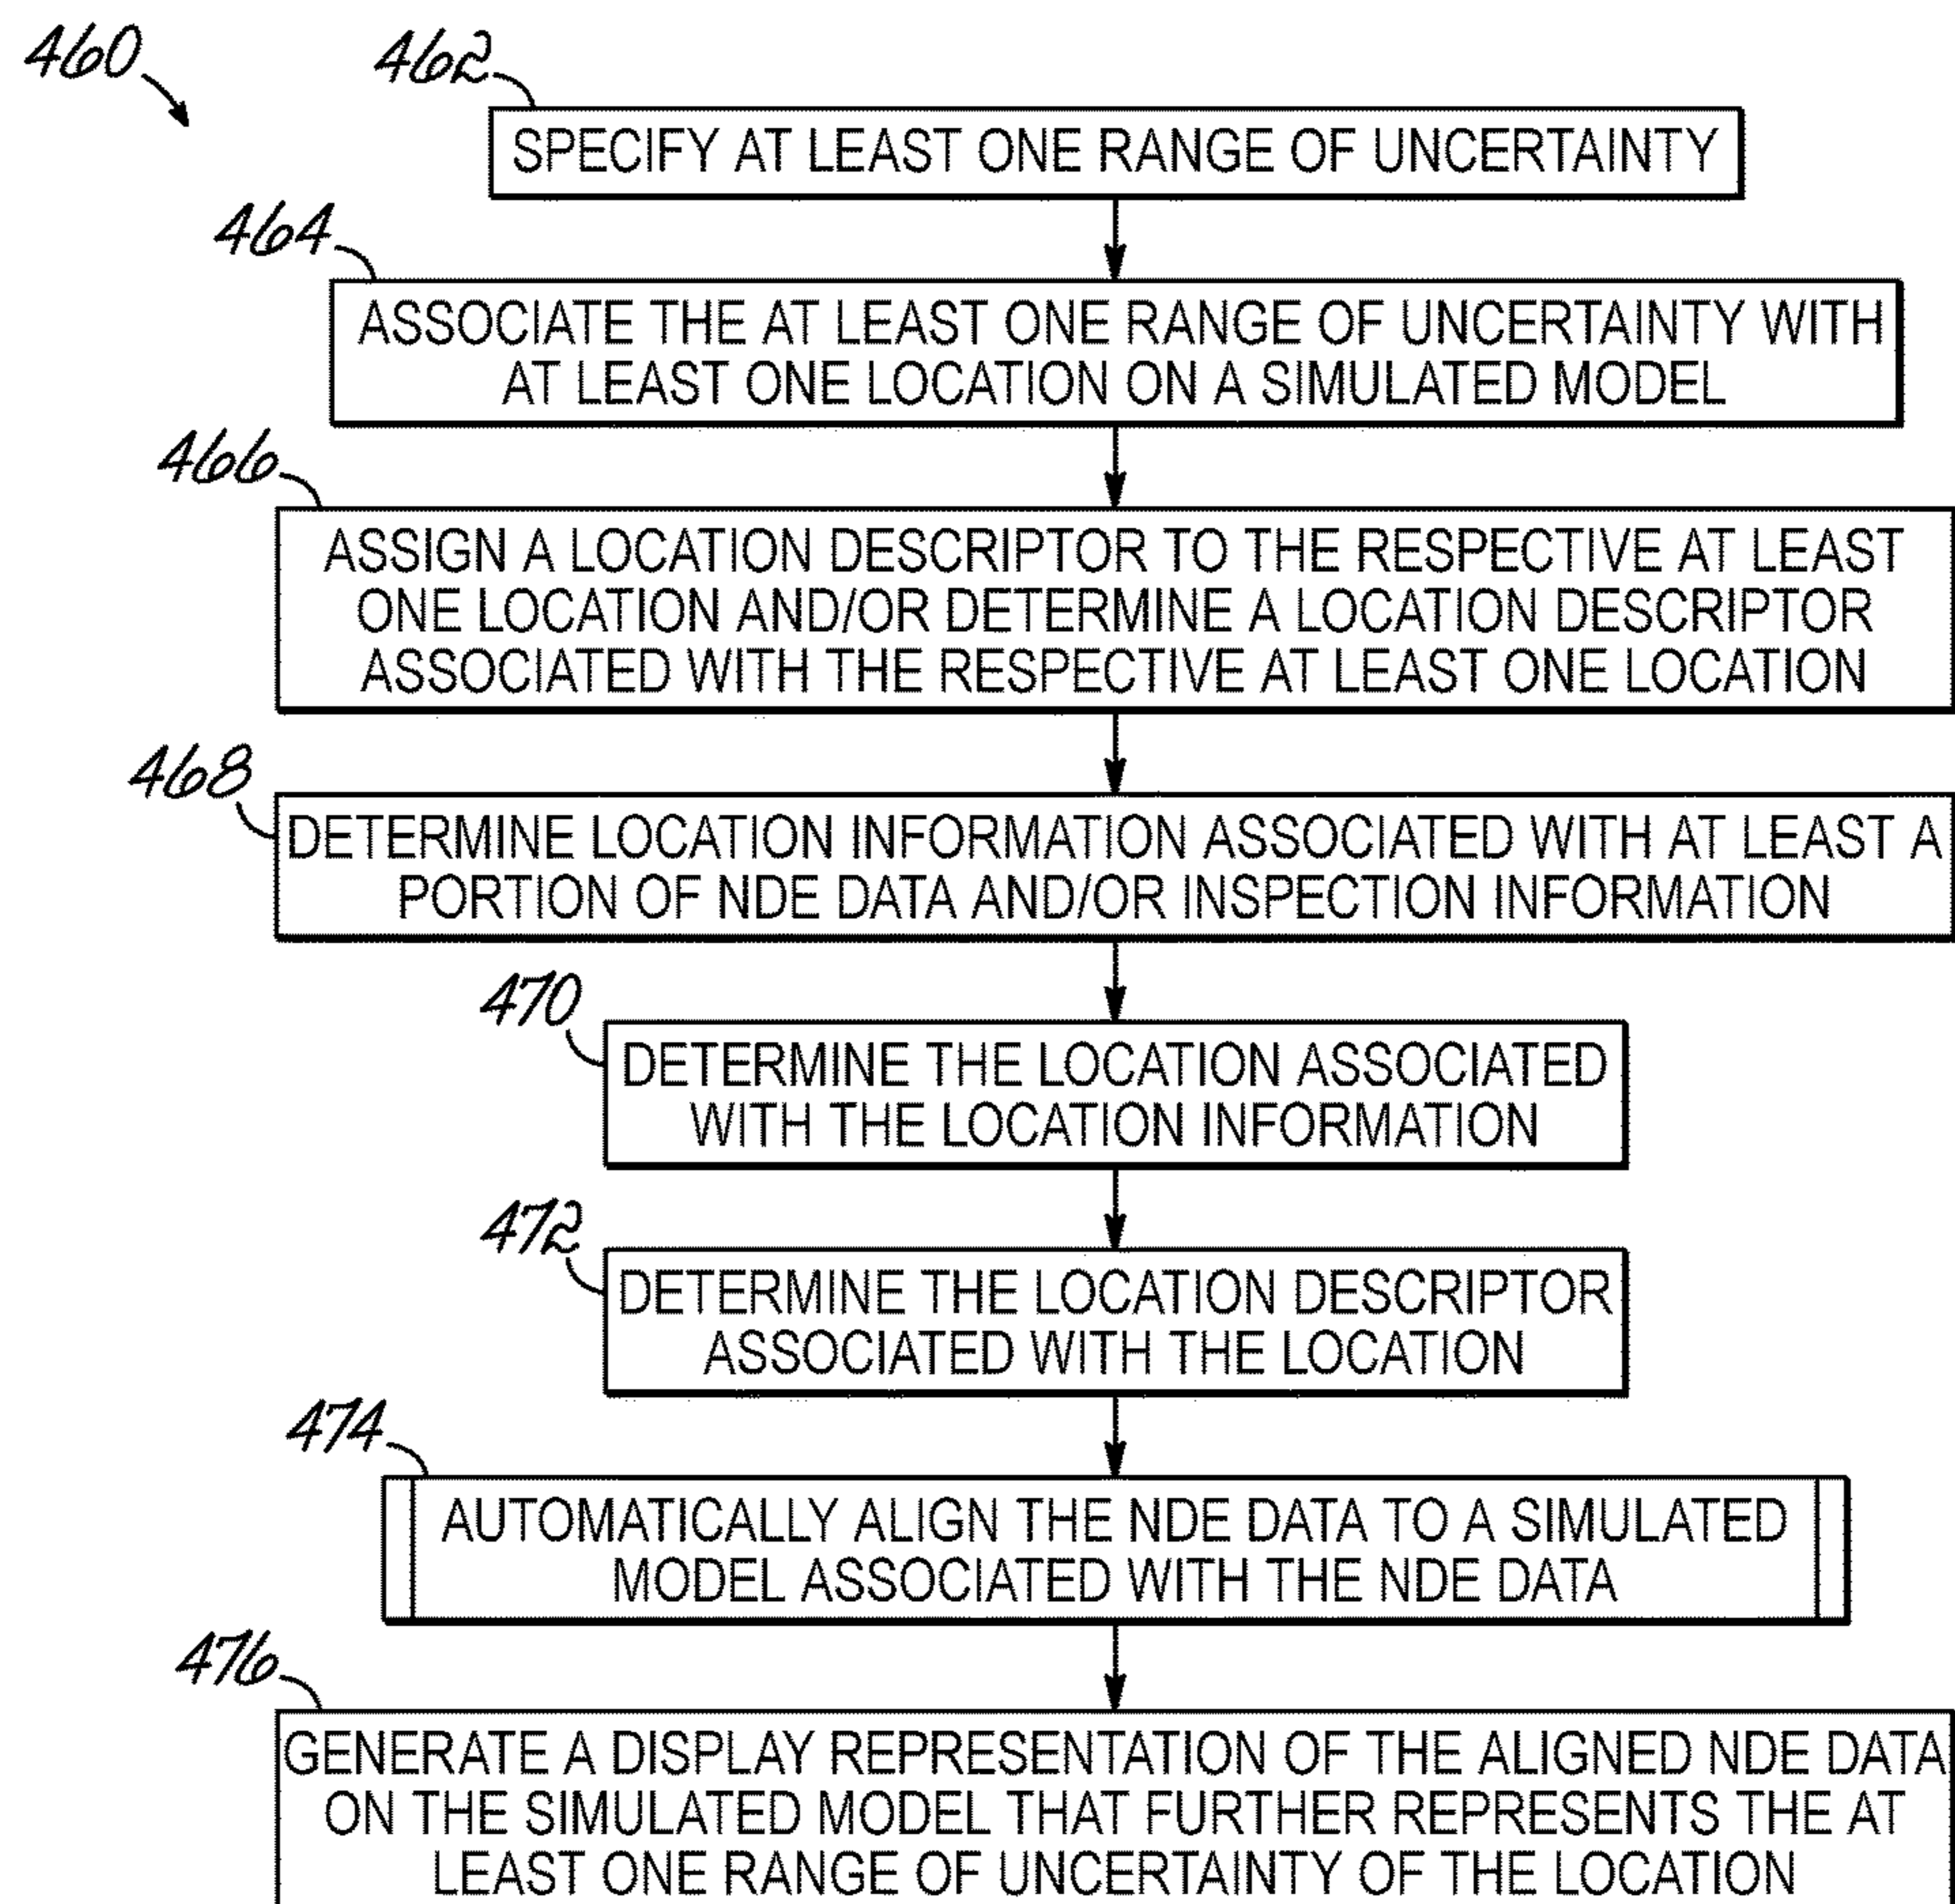 460
462
SPECIFY AT LEAST ONE RANGE OF UNCERTAINTY
464
ASSOCIATE THE AT LEAST ONE RANGE OF UNCERTAINTY WITH
AT LEAST ONE LOCATION ON A SIMULATED MODEL
466
ASSIGN A LOCATION DESCRIPTOR TO THE RESPECTIVE AT LEAST
ONE LOCATION AND/OR DETERMINE A LOCATION DESCRIPTOR
ASSOCIATED WITH THE RESPECTIVE AT LEAST ONE LOCATION
468
DETERMINE LOCATION INFORMATION ASSOCIATED WITH AT LEAST A
PORTION OF NDE DATA AND/OR INSPECTION INFORMATION
470
DETERMINE THE LOCATION ASSOCIATED
WITH THE LOCATION INFORMATION
472
DETERMINE THE LOCATION DESCRIPTOR
ASSOCIATED WITH THE LOCATION
474
AUTOMATICALLY ALIGN THE NDE DATA TO A SIMULATED
MODEL ASSOCIATED WITH THE NDE DATA
476
GENERATE A DISPLAY REPRESENTATION OF THE ALIGNED NDE DATA
ON THE SIMULATED MODEL THAT FURTHER REPRESENTS THE AT
LEAST ONE RANGE OF UNCERTAINTY OF THE LOCATION